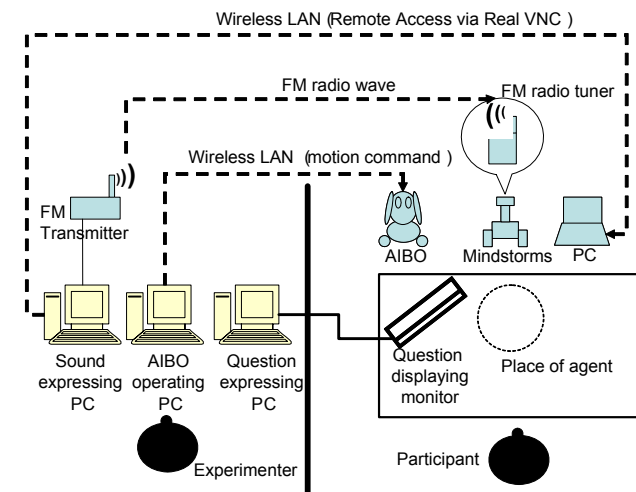 Wireless LAN (Remote Access via Real VNC )
FM radio wave
FM radio tuner
Wireless LAN (motion command )
FM
Transmitter
AIBO
Mindstorms
PC
Sound
expressing
PC
AIBO
operating
PC
Question
expressing
PC
Question
displaying
monitor
Place of agent
Experimenter
Participant